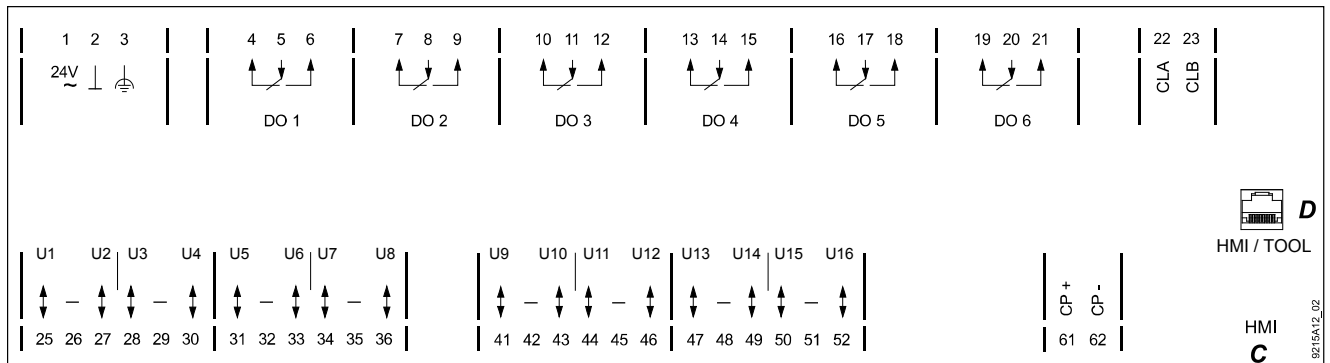 1 2 3 4 5 6 7 8 9 10 11 12 13 14 15 16 17 18 19 20 21 22 23
24V
~
CLA CLB
DO 1 DO 2 DO 3 DO 4 DO 5 DO 6
D
HMI / TOOL
U1 U2 U3 U4 U5 U6 U7 U8 U9 U10 U11 U12 U13 U14 U15 U16
CP + CP -
25 26 27 28 29 30 31 32 33 34 35 36 41 42 43 44 45 46 47 48 49 50 51 52 61 62
HMI
C
9215A12_02